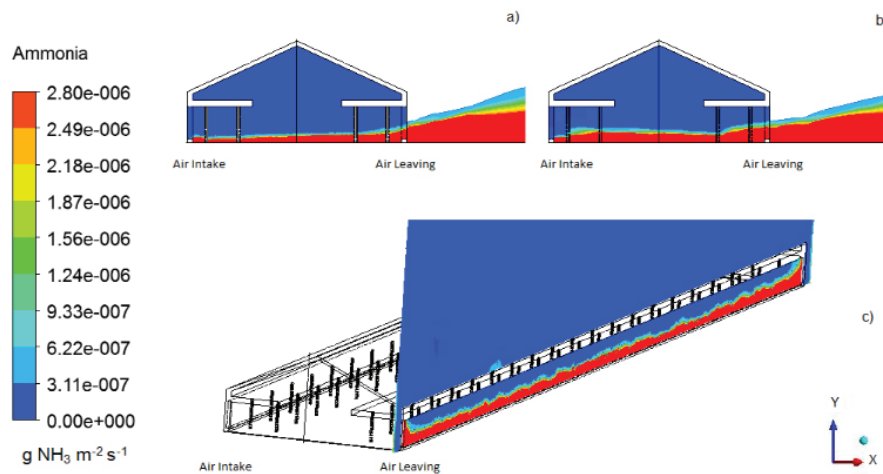 Ammonia
2.80e-006
2.49e-006
2.18e-006
1.87e-006
1.56e-006
1.24e-006
9.33e-007
6.22e-007
3.11e-007
0.00e+000
g NH₃ m⁻² s⁻¹
a)
Air Intake Air Leaving
b)
Air Intake Air Leaving
c)
Air Intake Air Leaving
Y
X